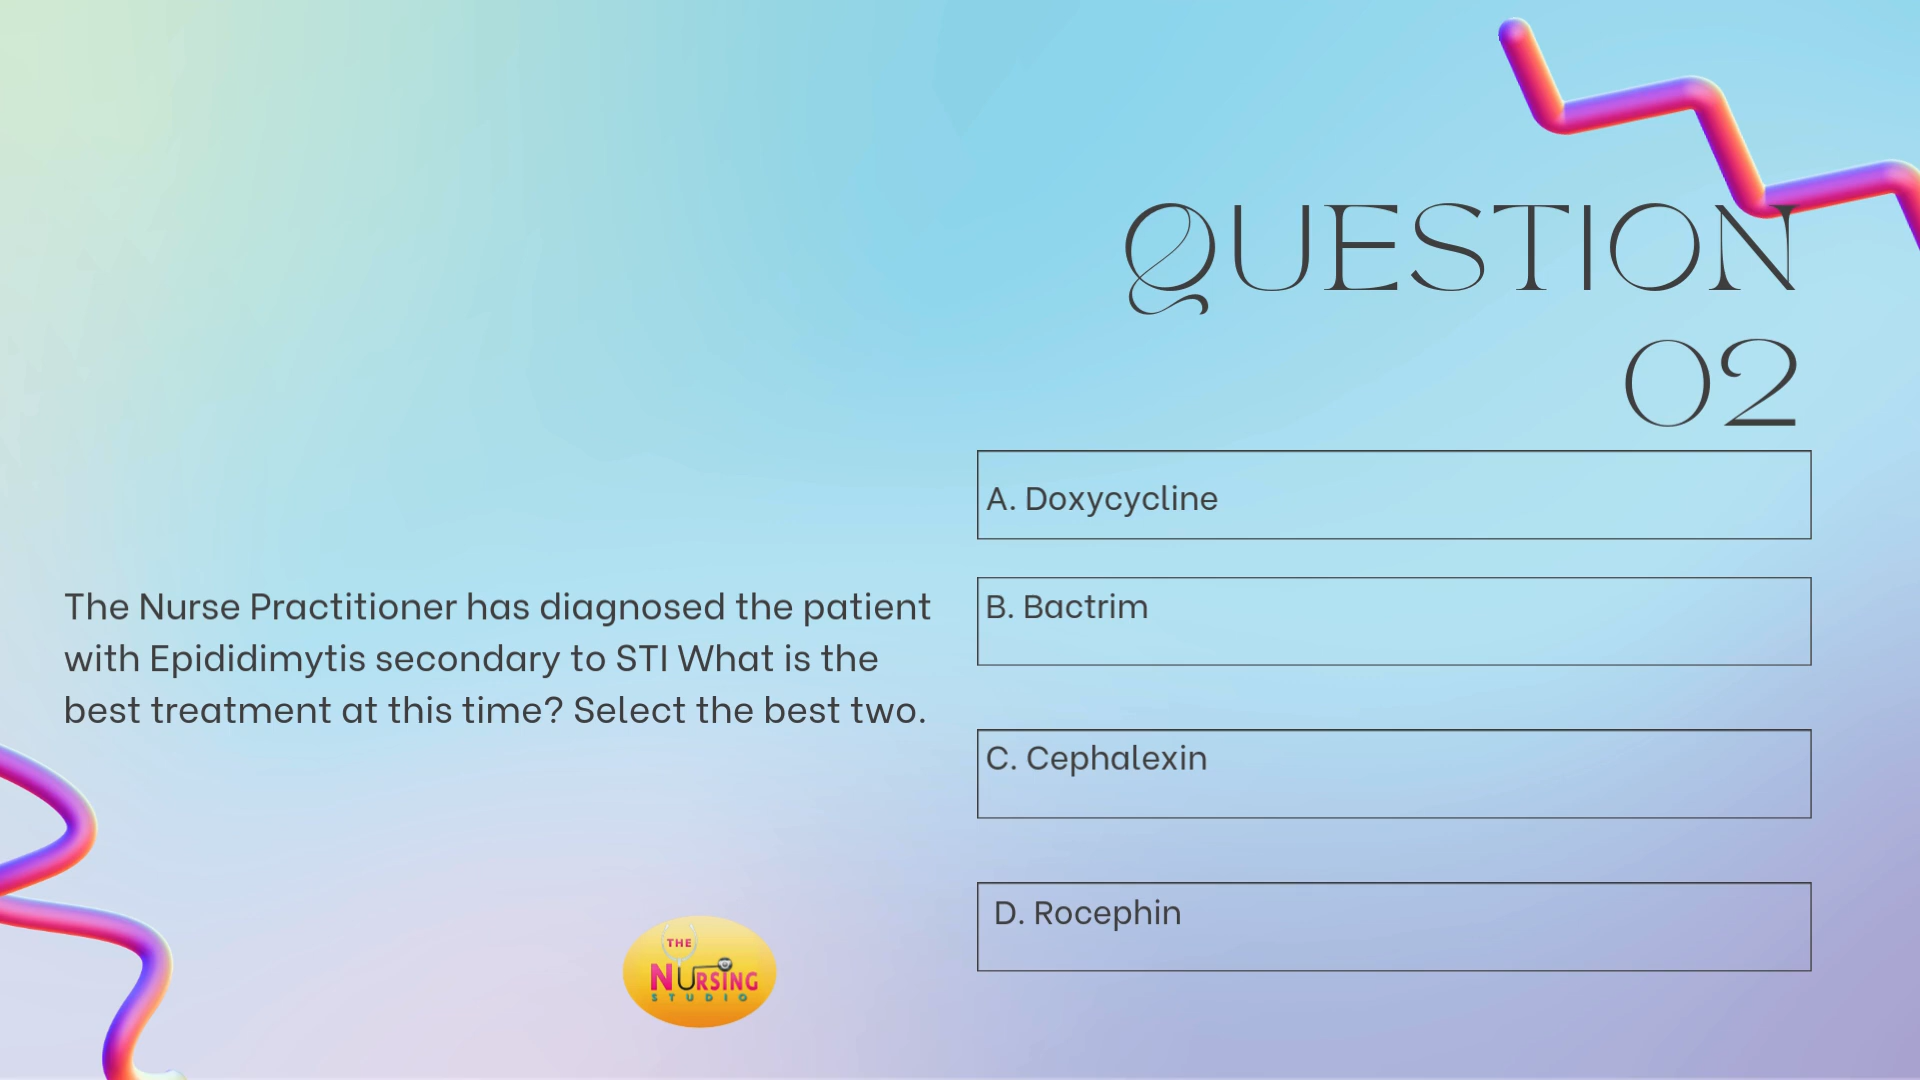 QUESTION
02
The Nurse Practitioner has diagnosed the patient
with Epididimytis secondary to STI What is the
best treatment at this time? Select the best two.
A. Doxycycline
B. Bactrim
C. Cephalexin
D. Rocephin
THE
NURSING
STUDIO